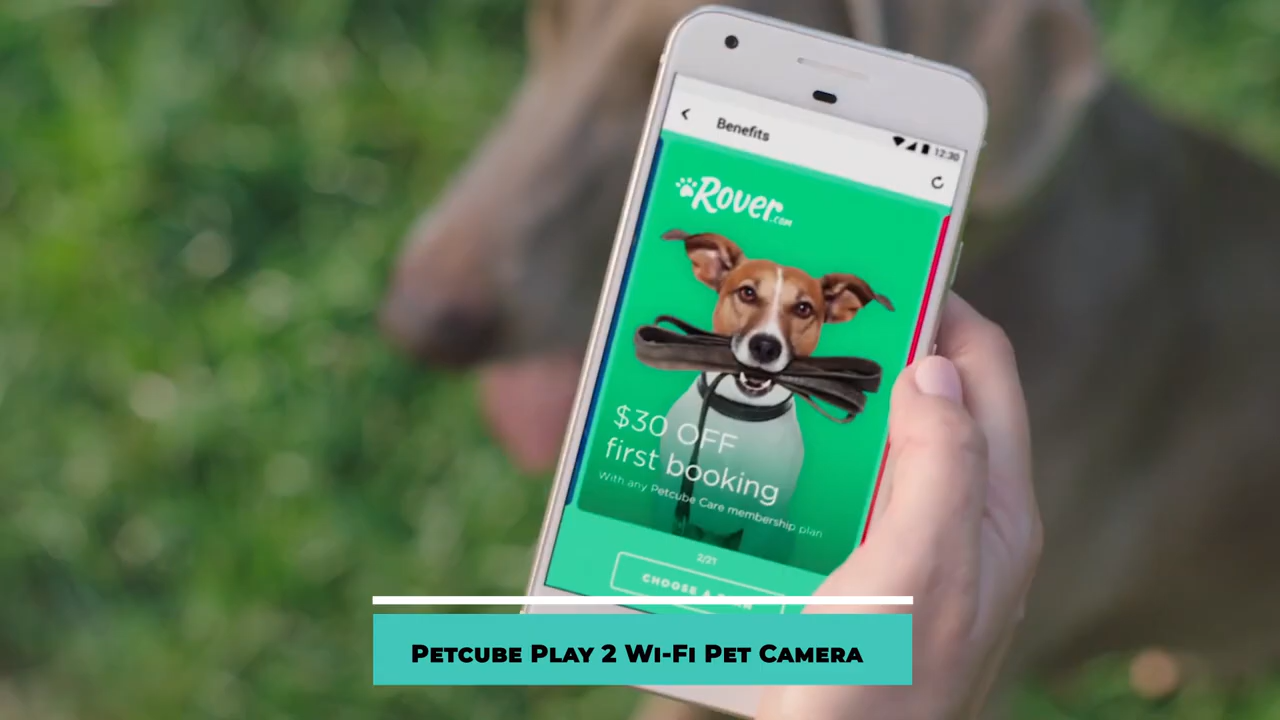 Benefits
12:30
Rover.com
$30 OFF
first booking
With any Petcube Care membership plan
2/21
CHOOSE A
Petcube Play 2 Wi-Fi Pet Camera